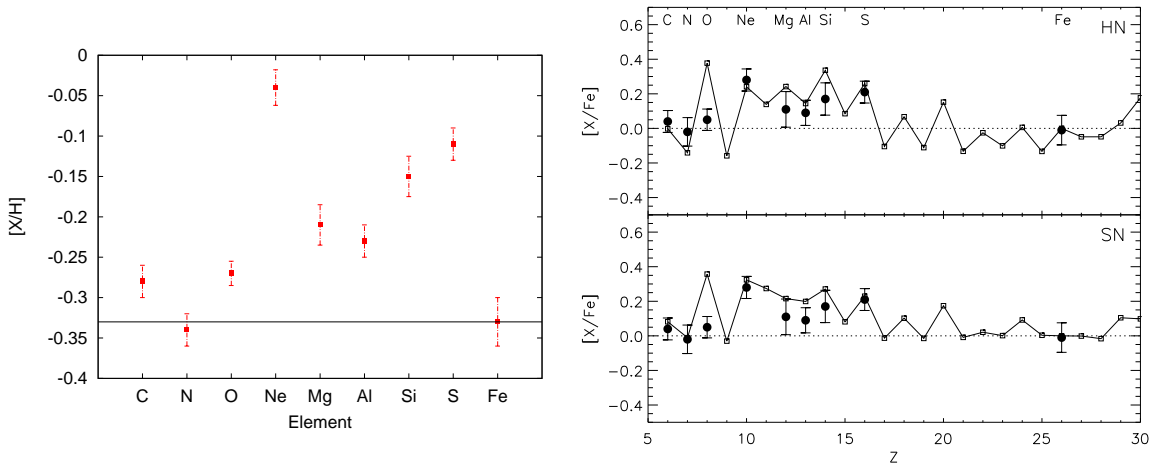 0
-0.05
-0.1
-0.15
-0.2
-0.25
-0.3
-0.35
-0.4
[X/H]
C N O Ne Mg Al Si S Fe
Element
C N O Ne Mg Al Si S Fe
HN
0.6
0.4
0.2
0.0
-0.2
-0.4
[X/Fe]
SN
0.6
0.4
0.2
0.0
-0.2
-0.4
[X/Fe]
5 10 15 20 25 30
Z